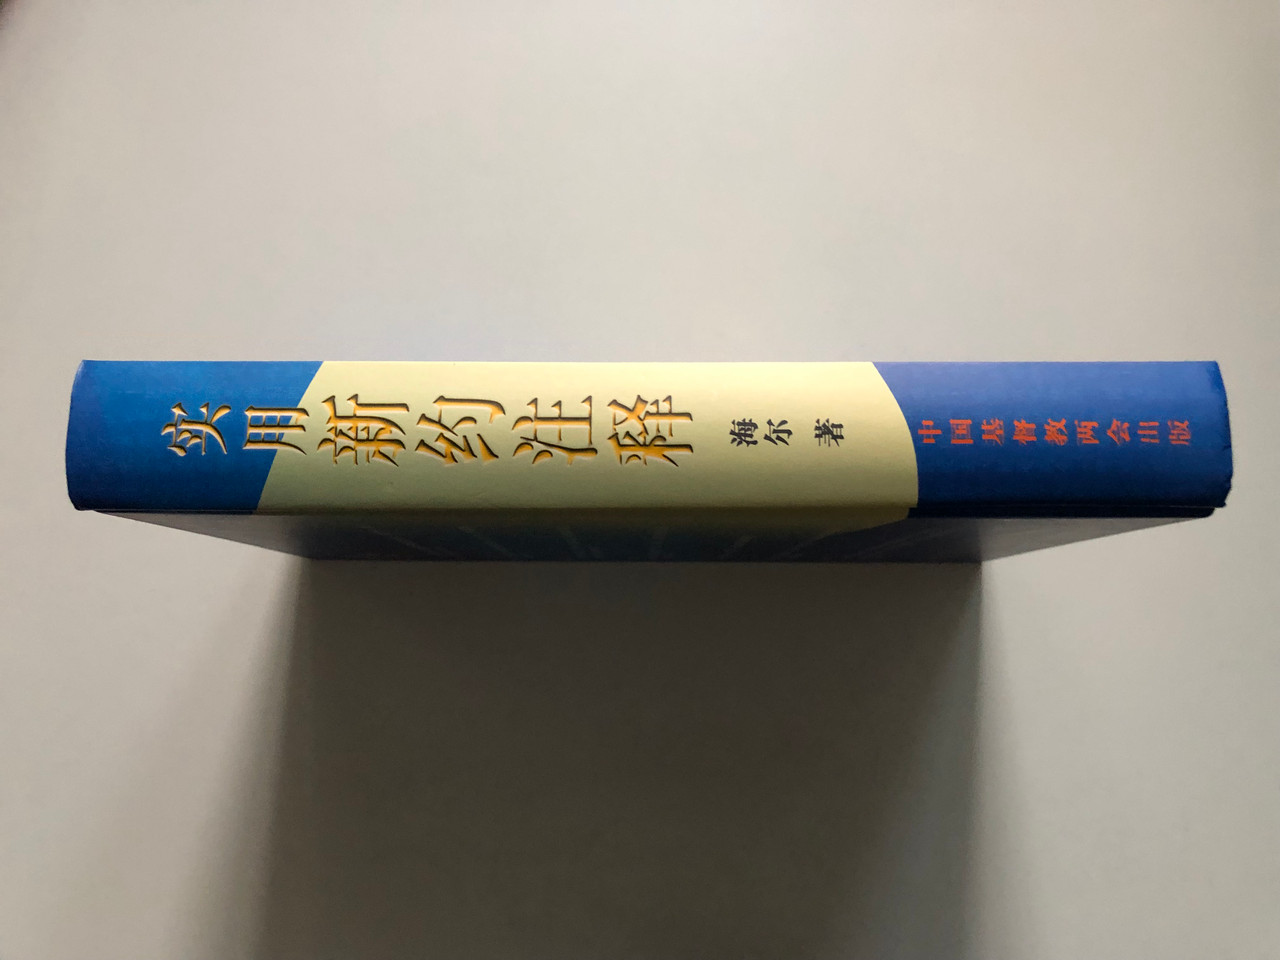 实用新约注释
海尔 著
中国基督教两会出版